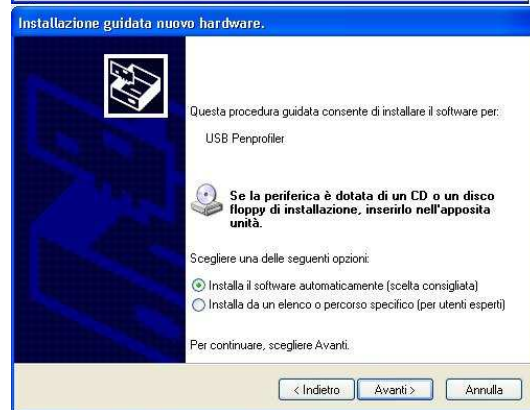 Installazione guidata nuovo hardware.
Questa procedura guidata consente di installare il software per:
USB Penprofiler
Se la periferica è dotata di un CD o un disco
floppy di installazione, inserirlo nell'apposita
unità.
Scegliere una delle seguenti opzioni:
Installa il software automaticamente (scelta consigliata)
Installa da un elenco o percorso specifico (per utenti esperti)
Per continuare, scegliere Avanti.
< Indietro
Avanti >
Annulla